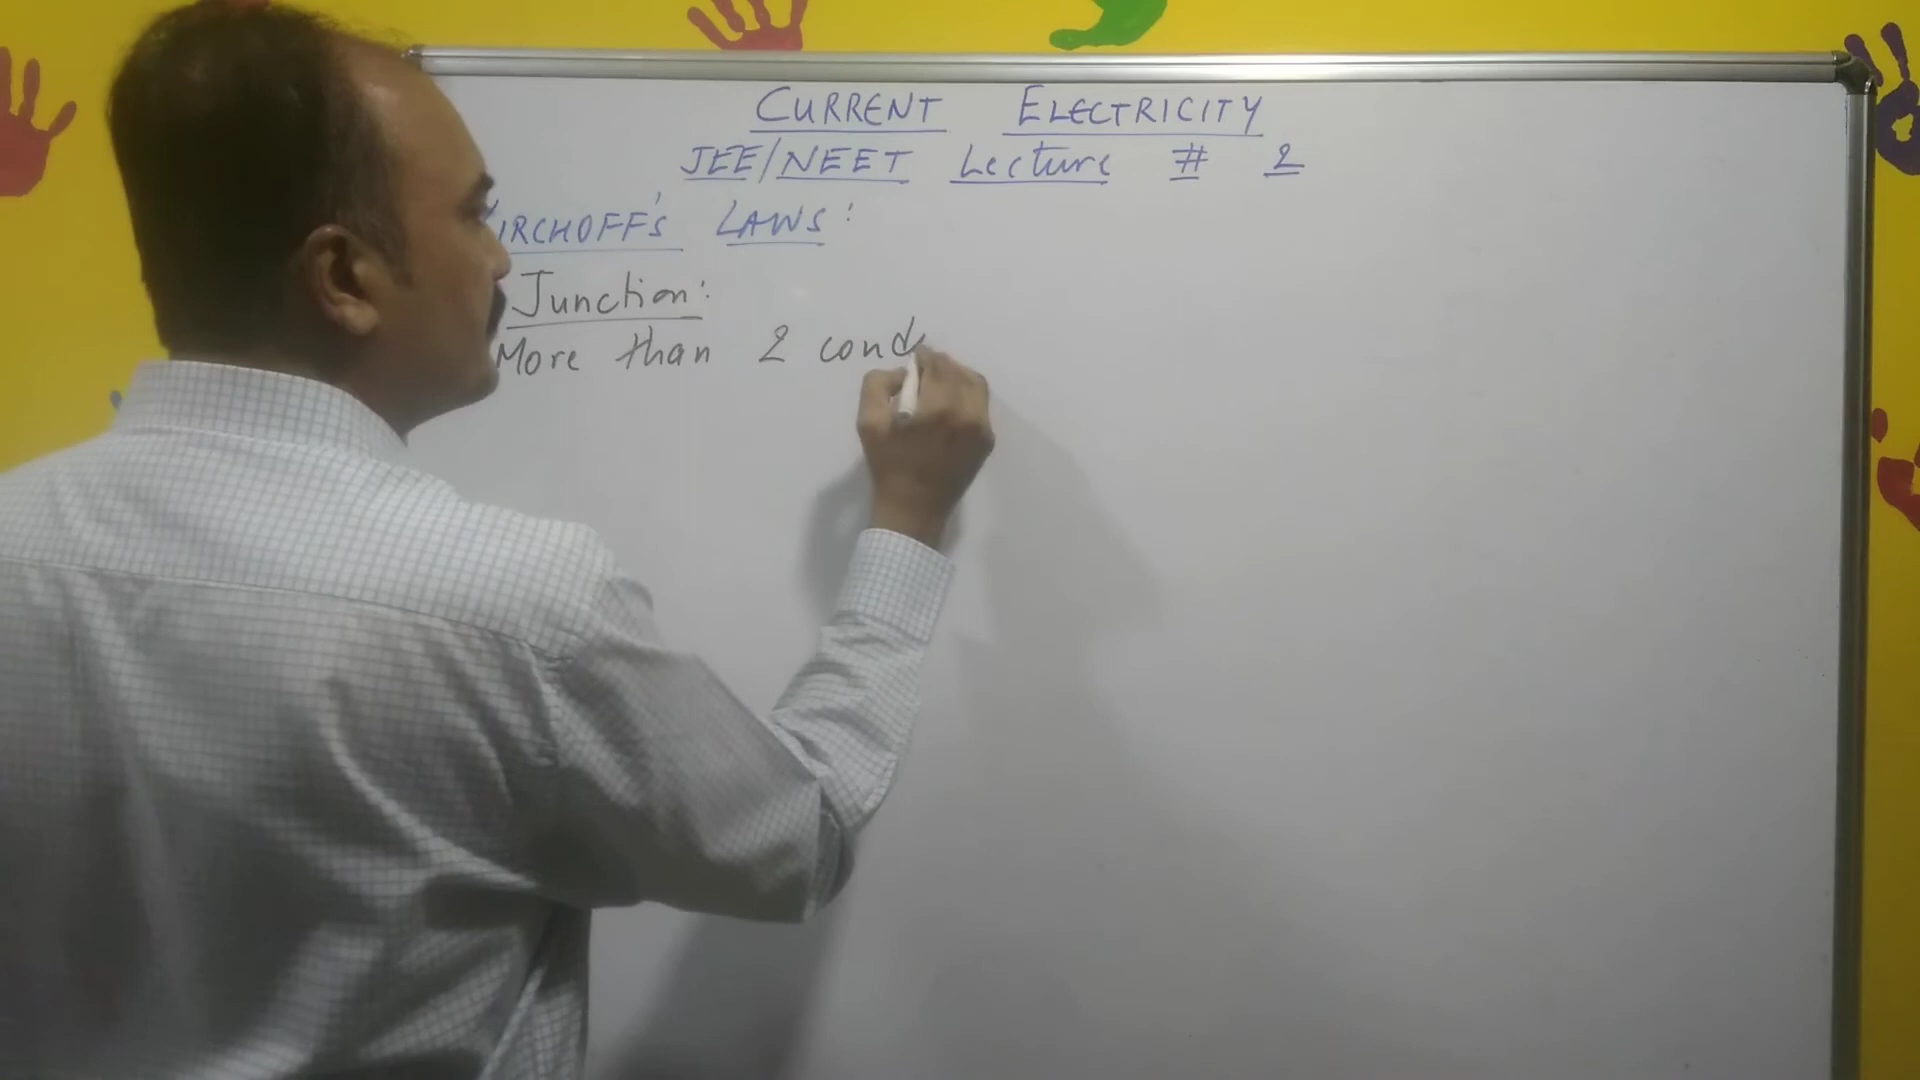 CURRENT ELECTRICITY
JEE/NEET Lecture # 2
KIRCHOFF'S LAWS:
Junction:
More than 2 cond